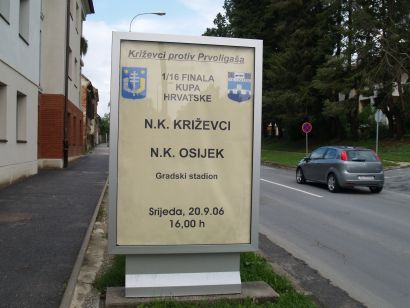 Križevci protiv Prvoligaša
1/16 FINALA
KUPA
HRVATSKE
N.K. KRIŽEVCI
N.K. OSIJEK
Gradski stadion
Srijeda, 20.9.06
16,00 h